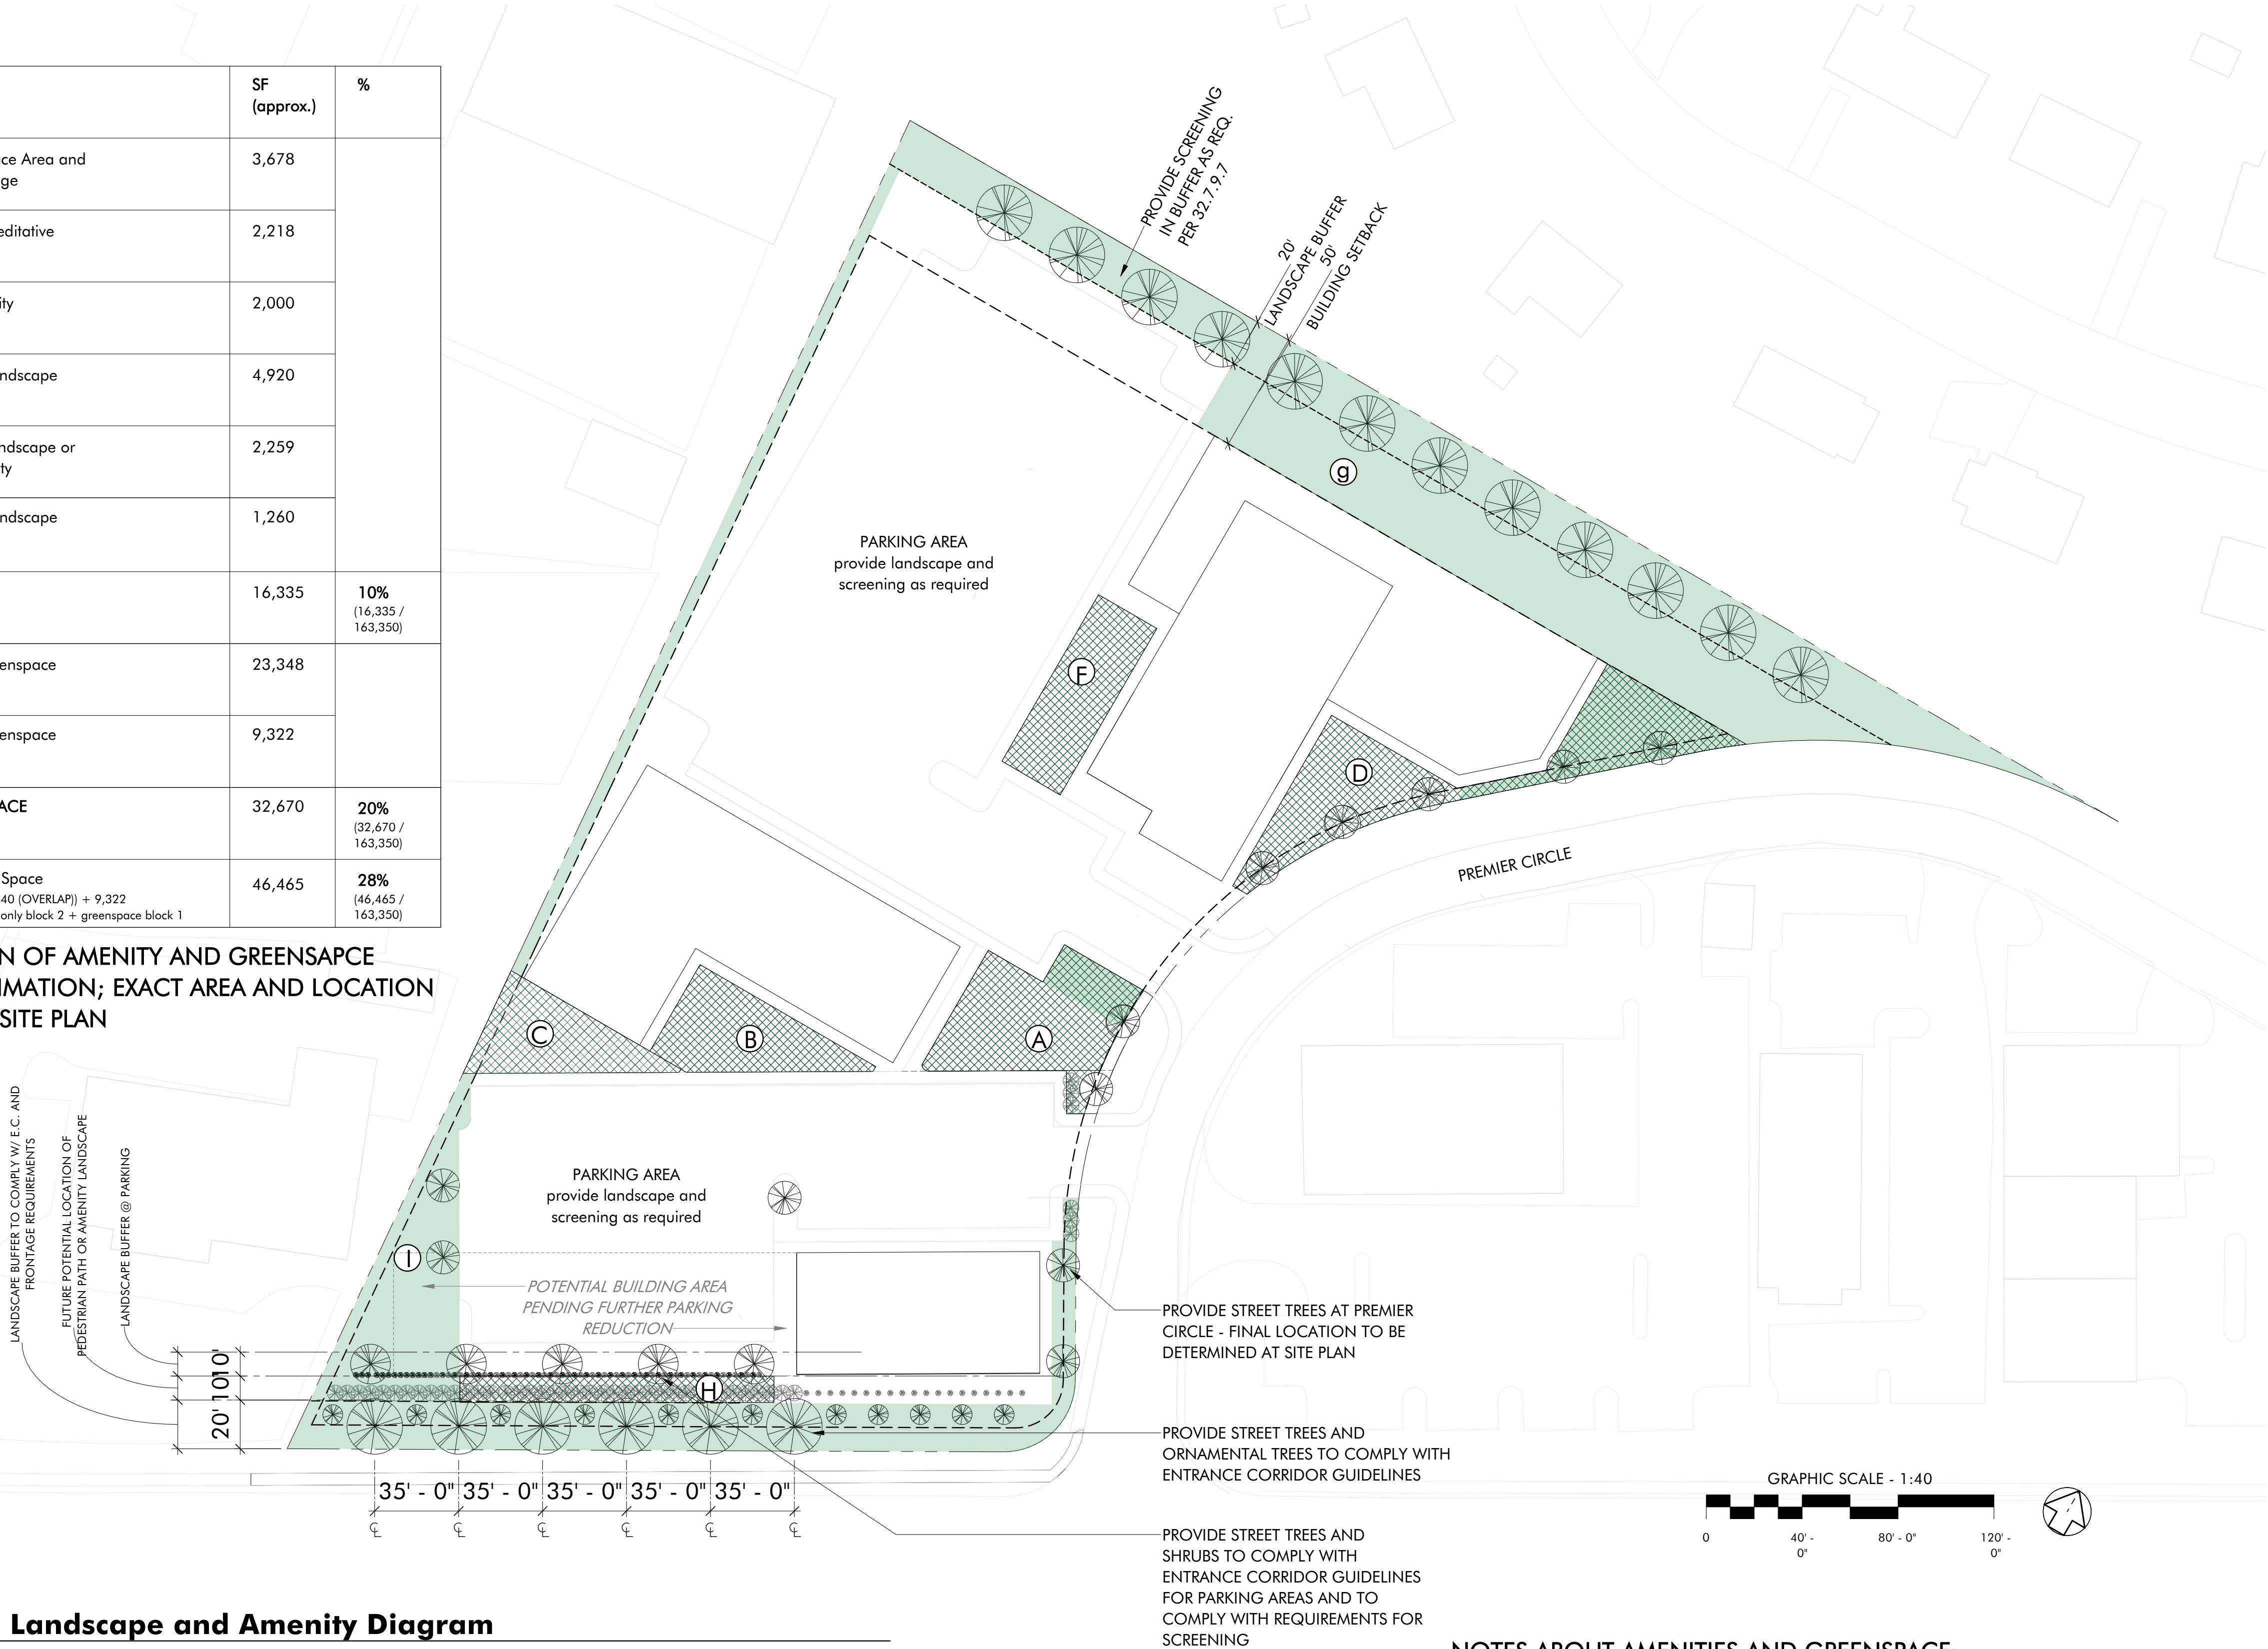 SF
(approx.)
%
ce Area and
ge
3,678
editative
2,218
ity
2,000
ndscape
4,920
ndscape or
ty
2,259
ndscape
1,260
16,335
10%
(16,335 /
163,350)
enspace
23,348
enspace
9,322
ACE
32,670
20%
(32,670 /
163,350)
Space
40 (OVERLAP)) + 9,322
only block 2 + greenspace block 1
46,465
28%
(46,465 /
163,350)
N OF AMENITY AND GREENSAPCE
IMATION; EXACT AREA AND LOCATION
SITE PLAN
PROVIDE SCREENING
IN BUFFER AS REQ.
PER 32.7.9.7
20'
LANDSCAPE BUFFER
50'
BUILDING SETBACK
g
PARKING AREA
provide landscape and
screening as required
F
D
PREMIER CIRCLE
C
B
A
LANDSCAPE BUFFER TO COMPLY W/ E.C. AND
FRONTAGE REQUIREMENTS
FUTURE POTENTIAL LOCATION OF
PEDESTRIAN PATH OR AMENITY LANDSCAPE
LANDSCAPE BUFFER @ PARKING
PARKING AREA
provide landscape and
screening as required
I
POTENTIAL BUILDING AREA
PENDING FURTHER PARKING
REDUCTION
H
20' 10' 10'
35' - 0" 35' - 0" 35' - 0" 35' - 0" 35' - 0"
PROVIDE STREET TREES AT PREMIER
CIRCLE - FINAL LOCATION TO BE
DETERMINED AT SITE PLAN
PROVIDE STREET TREES AND
ORNAMENTAL TREES TO COMPLY WITH
ENTRANCE CORRIDOR GUIDELINES
PROVIDE STREET TREES AND
SHRUBS TO COMPLY WITH
ENTRANCE CORRIDOR GUIDELINES
FOR PARKING AREAS AND TO
COMPLY WITH REQUIREMENTS FOR
SCREENING
GRAPHIC SCALE - 1:40
0
40' -
0"
80' - 0"
120' -
0"
Landscape and Amenity Diagram
NOTES ABOUT AMENITIES AND GREENSPACE